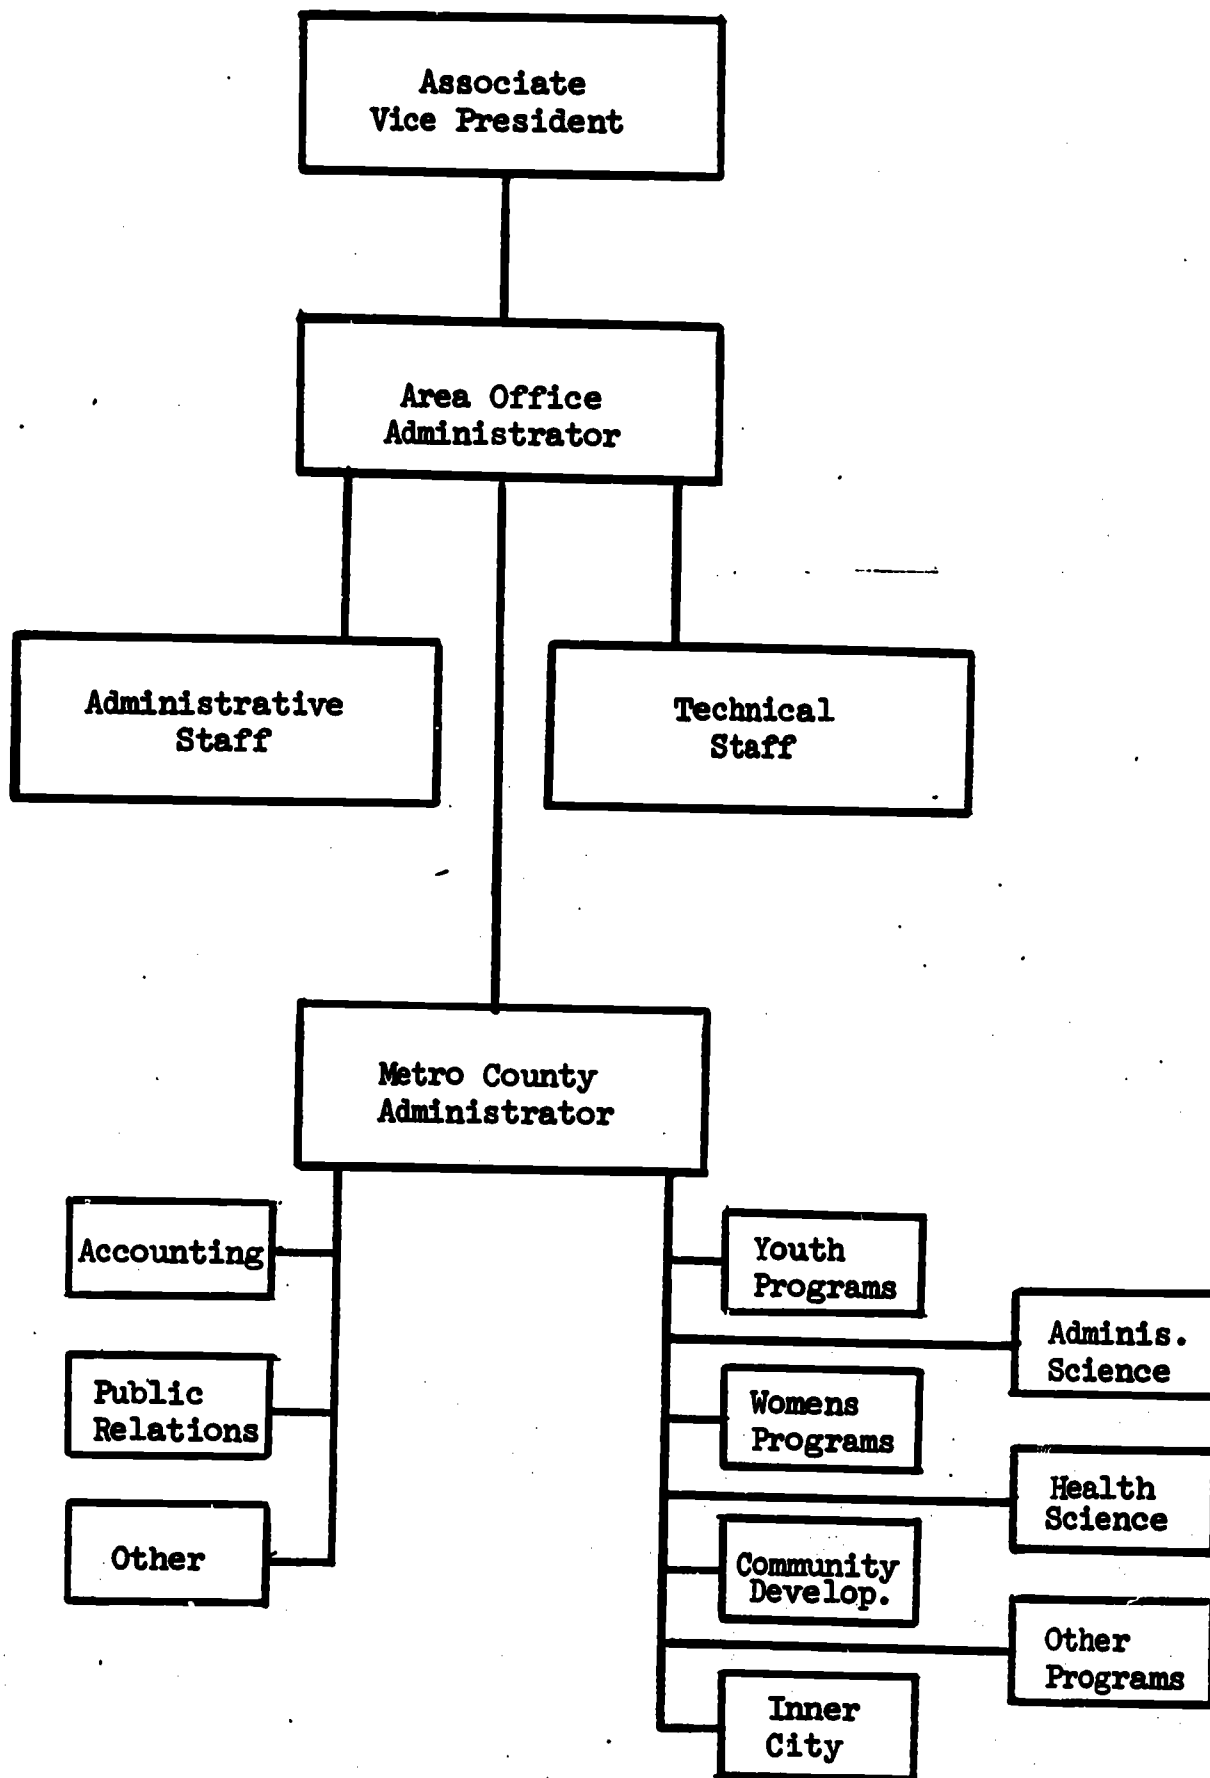 Associate
Vice President
Area Office
Administrator
Administrative
Staff
Technical
Staff
Metro County
Administrator
Accounting
Public
Relations
Other
Youth
Programs
Adminis.
Science
Womens
Programs
Health
Science
Community
Develop.
Other
Programs
Inner
City